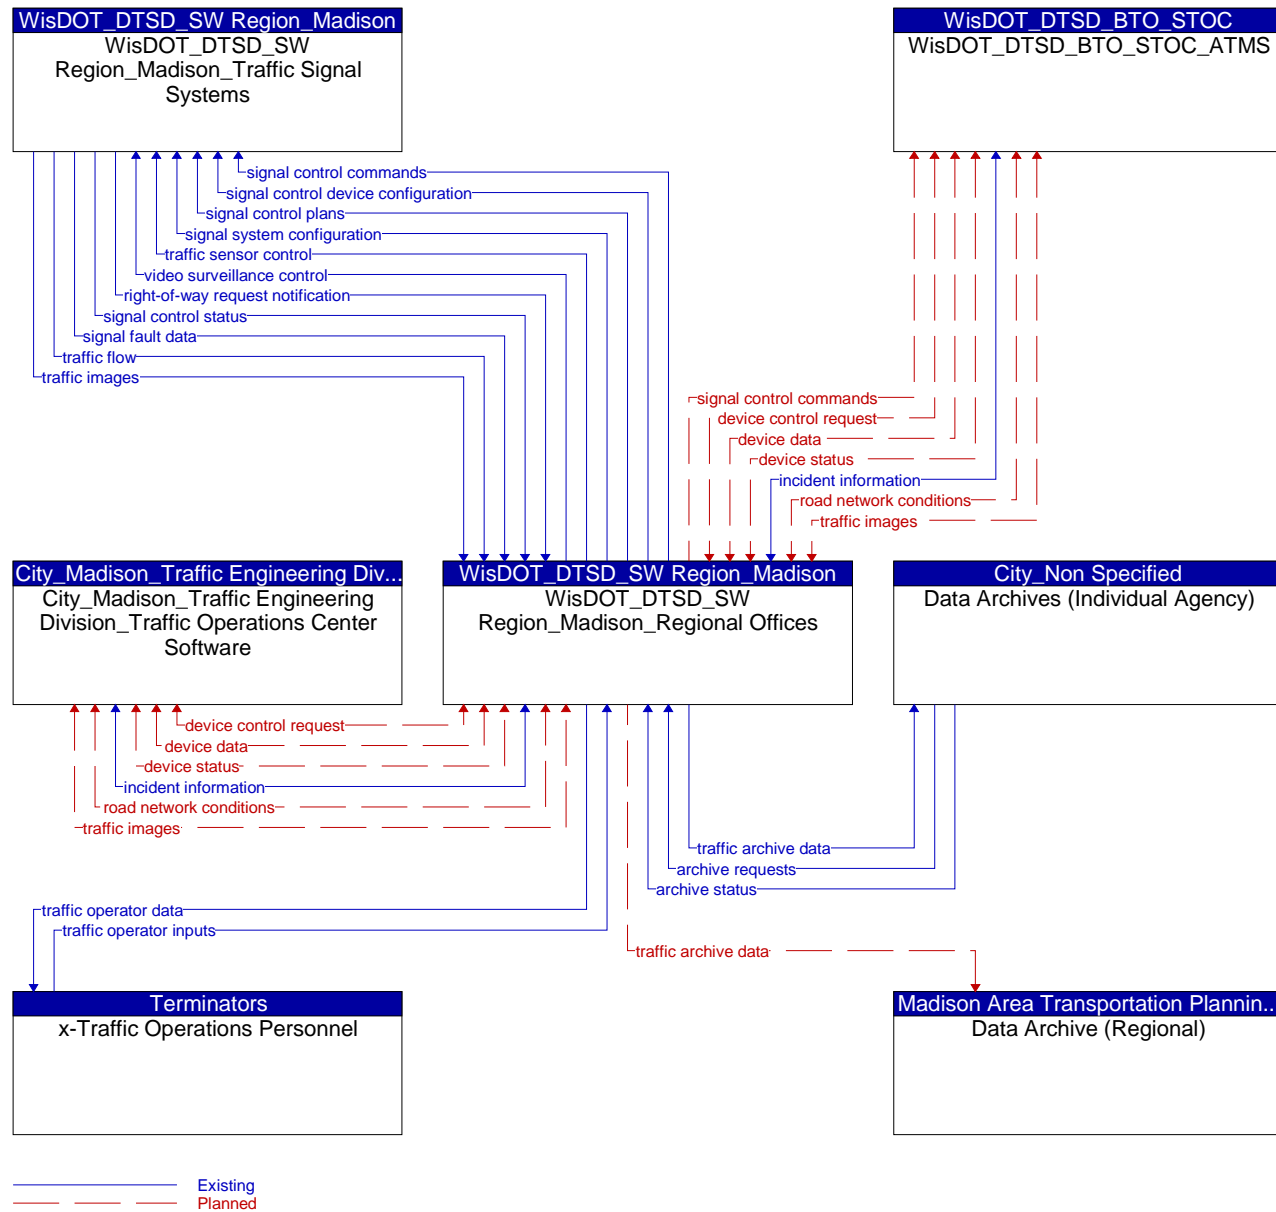 WisDOT_DTSD_SW Region_Madison
WisDOT_DTSD_SW
Region_Madison_Traffic Signal
Systems
WisDOT_DTSD_BTO_STOC
WisDOT_DTSD_BTO_STOC_ATMS
signal control commands
signal control device configuration
signal control plans
signal system configuration
traffic sensor control
video surveillance control
right-of-way request notification
signal control status
signal fault data
traffic flow
traffic images
signal control commands
device control request
device data
device status
incident information
road network conditions
traffic images
City_Madison_Traffic Engineering Div...
City_Madison_Traffic Engineering
Division_Traffic Operations Center
Software
WisDOT_DTSD_SW Region_Madison
WisDOT_DTSD_SW
Region_Madison_Regional Offices
City_Non Specified
Data Archives (Individual Agency)
device control request
device data
device status
incident information
road network conditions
traffic images
traffic archive data
archive requests
archive status
traffic operator data
traffic operator inputs
traffic archive data
Terminators
x-Traffic Operations Personnel
Madison Area Transportation Plannin...
Data Archive (Regional)
Existing
Planned